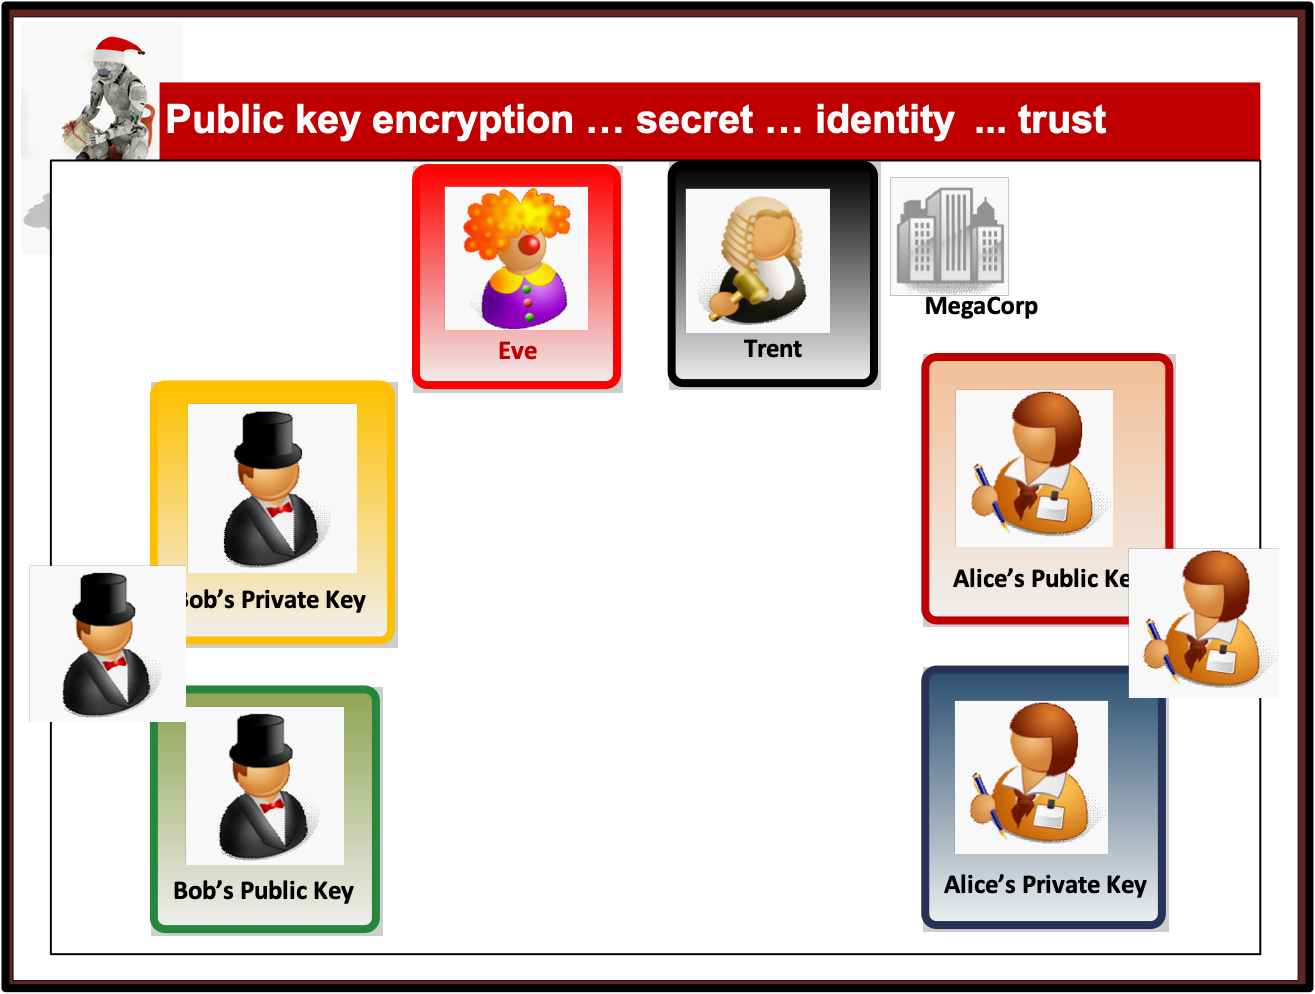 Public key encryption … secret … identity ... trust
Eve
Trent
MegaCorp
ob’s Private Key
Alice’s Public Ke
Bob’s Public Key
Alice’s Private Key